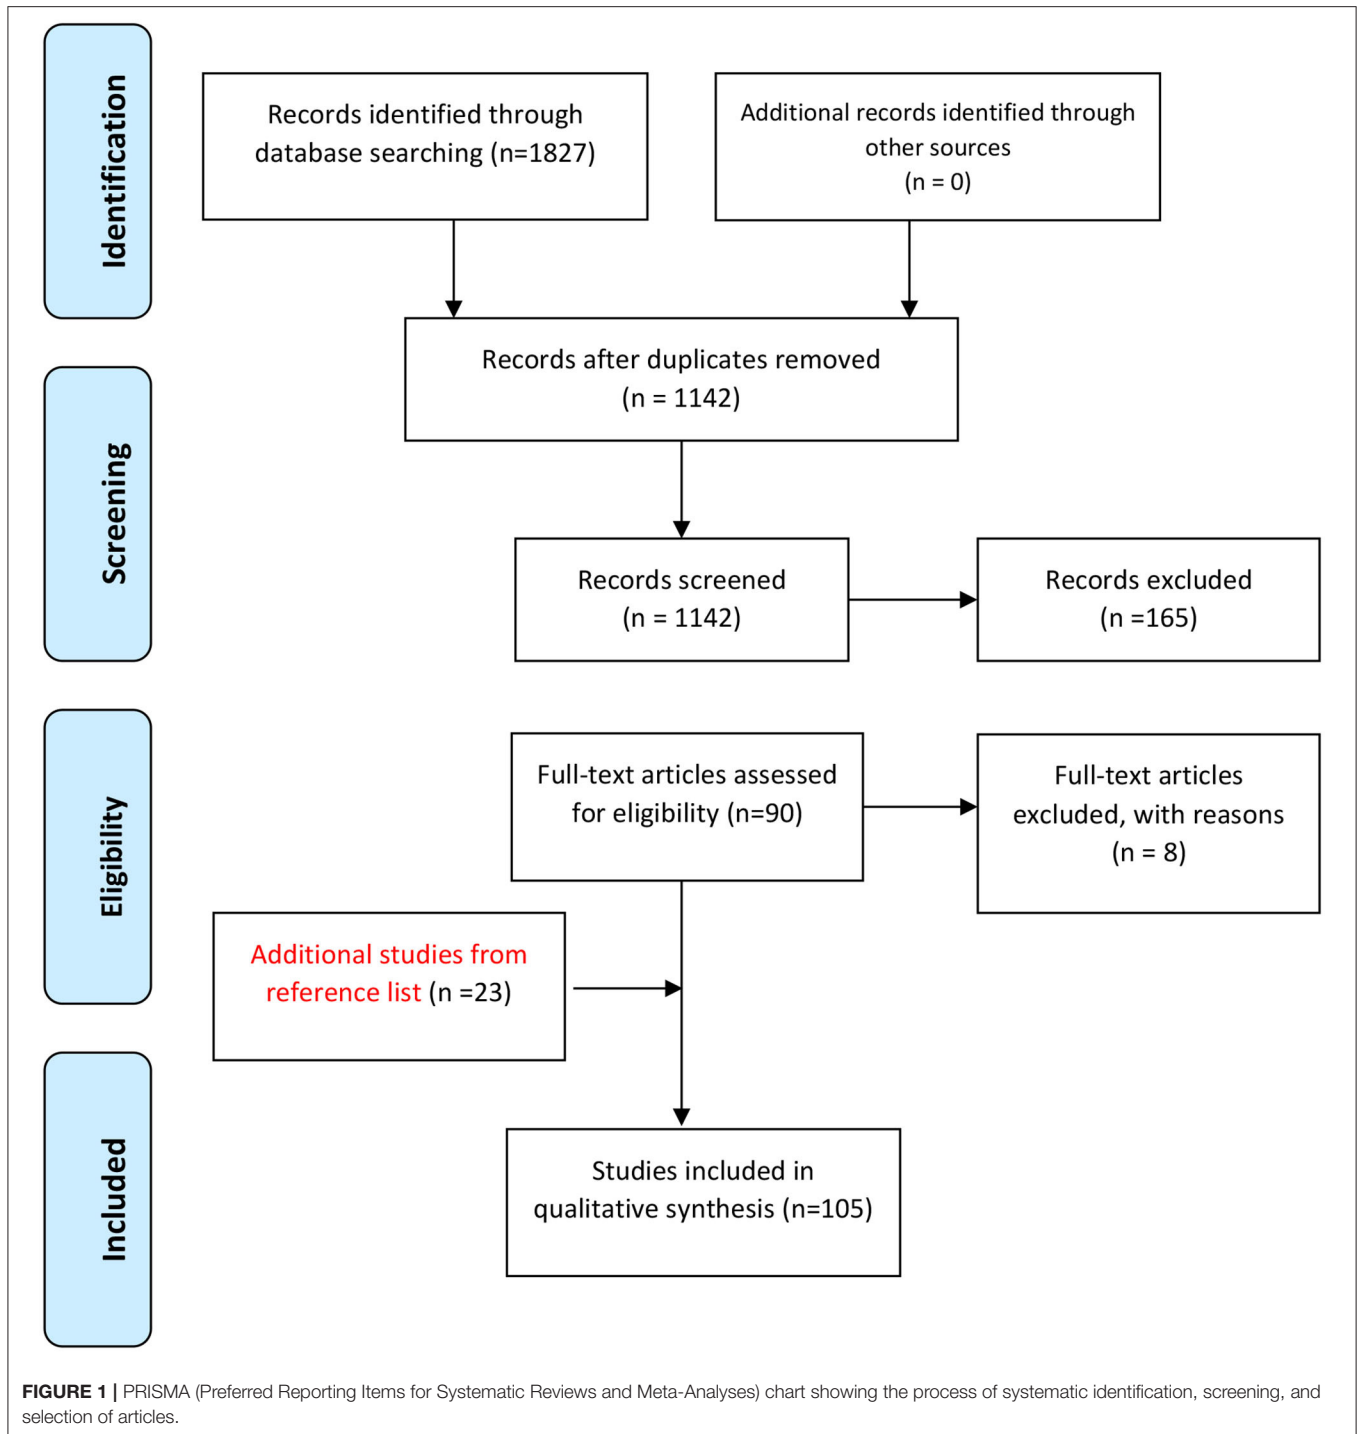 Identification
Records identified through
database searching (n=1827)
Additional records identified through
other sources
(n = 0)
Records after duplicates removed
(n = 1142)
Screening
Records screened
(n = 1142)
Records excluded
(n =165)
Eligibility
Full-text articles assessed
for eligibility (n=90)
Full-text articles
excluded, with reasons
(n = 8)
Additional studies from
reference list (n =23)
Included
Studies included in
qualitative synthesis (n=105)
FIGURE 1 | PRISMA (Preferred Reporting Items for Systematic Reviews and Meta-Analyses) chart showing the process of systematic identification, screening, and
selection of articles.